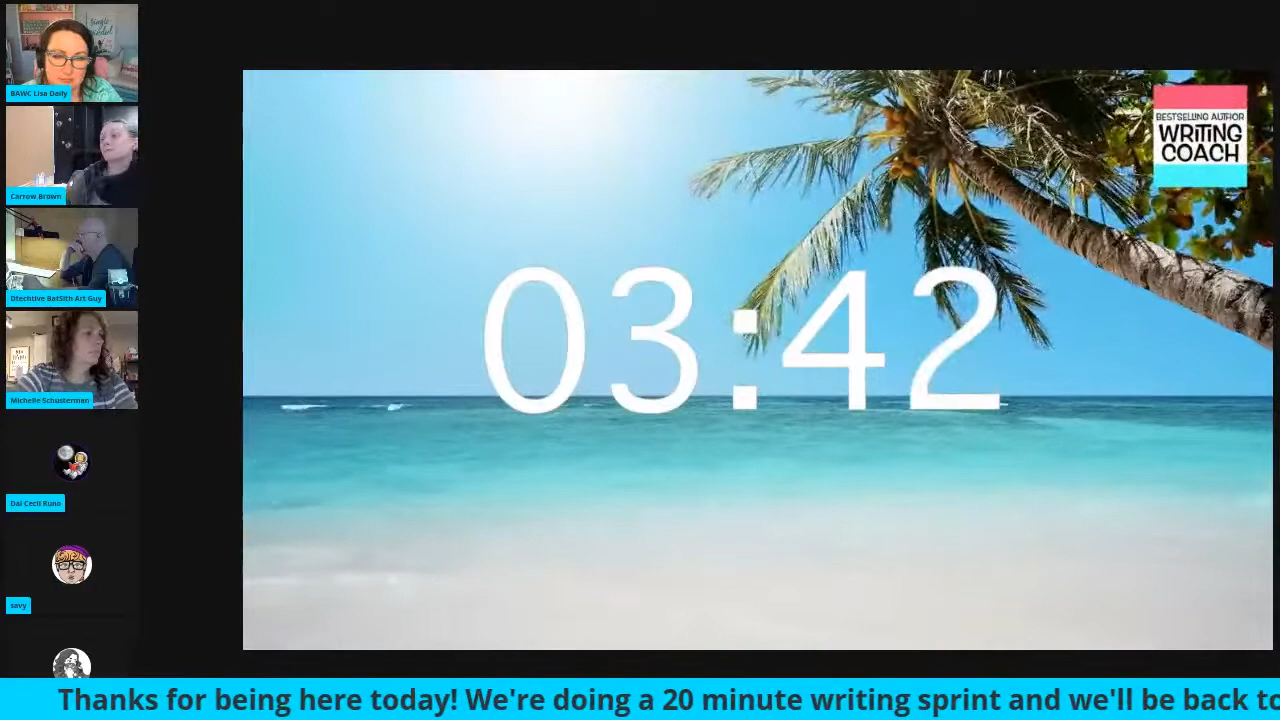 BAWC Lisa Daily
Carrow Brown
Dtechtive BatSith Art Guy
Michelle Schusterman
Dai Cecil Runo
savy
BESTSELLING AUTHOR
WRiTiNG
COACH
03:42
Thanks for being here today! We're doing a 20 minute writing sprint and we'll be back to